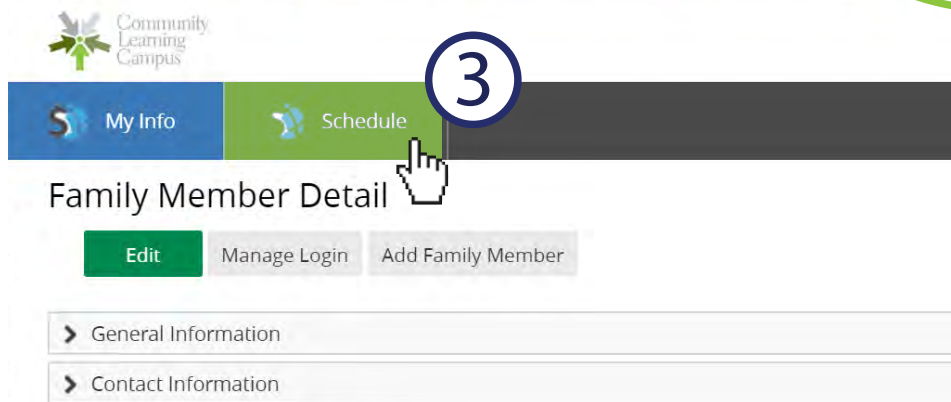 Community
Learning
Campus
3
My Info Schedule
Family Member Detail
Edit Manage Login Add Family Member
General Information
Contact Information